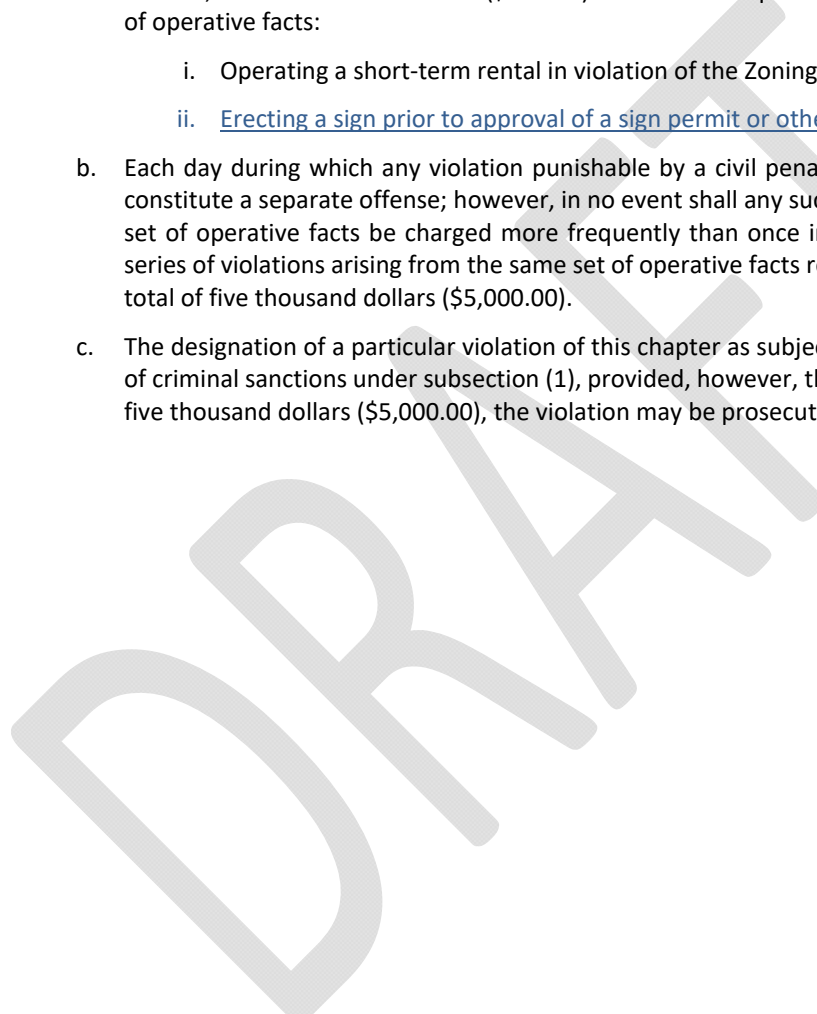 of operative facts:
i. Operating a short-term rental in violation of the Zoning
ii. Erecting a sign prior to approval of a sign permit or othe
b. Each day during which any violation punishable by a civil pena
constitute a separate offense; however, in no event shall any suc
set of operative facts be charged more frequently than once i
series of violations arising from the same set of operative facts r
total of five thousand dollars ($5,000.00).
c. The designation of a particular violation of this chapter as subje
of criminal sanctions under subsection (1), provided, however, th
five thousand dollars ($5,000.00), the violation may be prosecut
DRAFT